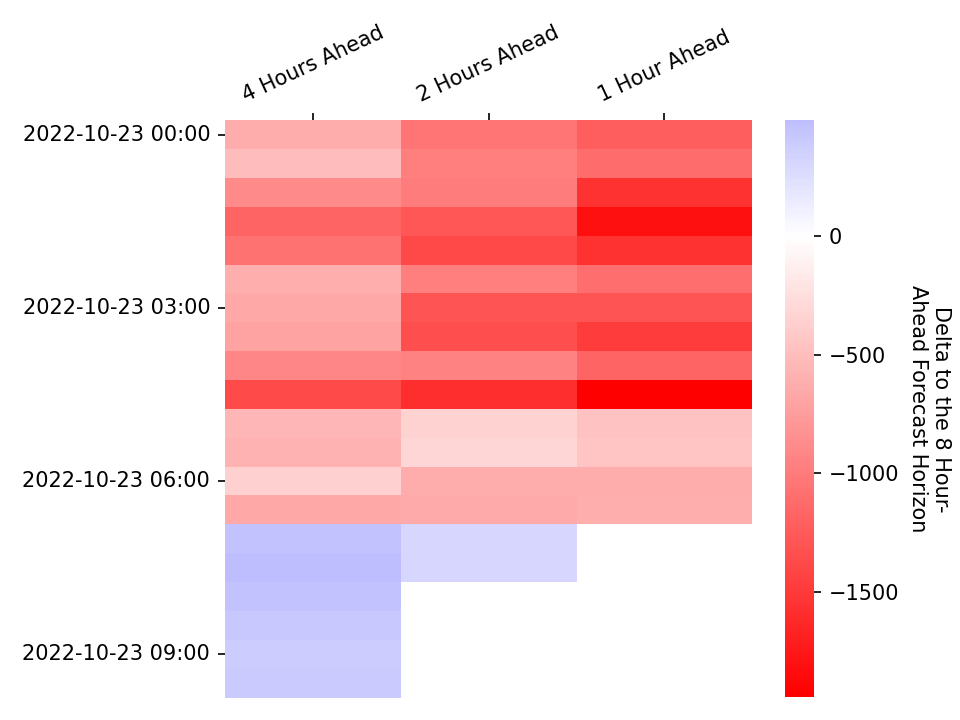 4 Hours Ahead
2 Hours Ahead
1 Hour Ahead
2022-10-23 00:00
2022-10-23 03:00
2022-10-23 06:00
2022-10-23 09:00
0
−500
−1000
−1500
Delta to the 8 Hour-
Ahead Forecast Horizon